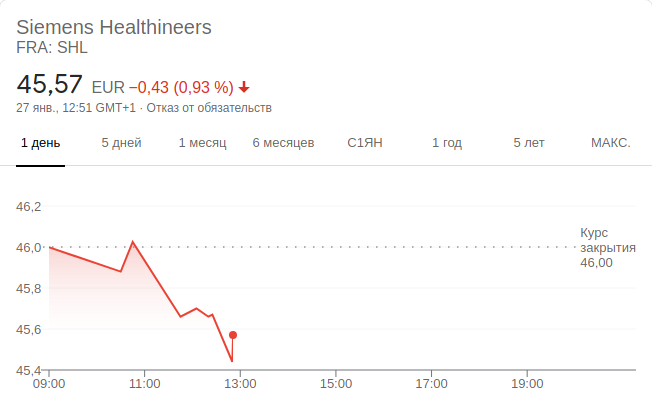 Siemens Healthineers
FRA: SHL
45,57 EUR −0,43 (0,93 %)
27 янв., 12:51 GMT+1 · Отказ от обязательств
1 день 5 дней 1 месяц 6 месяцев С1ЯН 1 год 5 лет МАКС.
46,2
46,0
45,8
45,6
45,4
Курс
закрытия
46,00
09:00 11:00 13:00 15:00 17:00 19:00